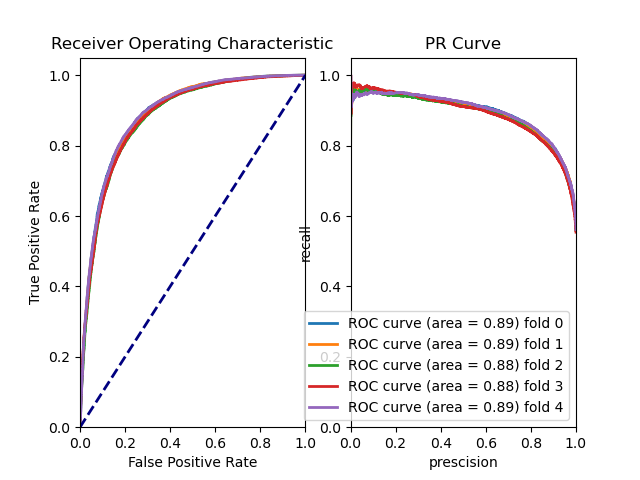 Receiver Operating Characteristic
True Positive Rate
1.0
0.8
0.6
0.4
0.2
0.0
0.0 0.2 0.4 0.6 0.8 1.0
False Positive Rate
PR Curve
recall
1.0
0.8
0.6
0.4
0.2
0.0
0.0 0.2 0.4 0.6 0.8 1.0
prescision
ROC curve (area = 0.89) fold 0
ROC curve (area = 0.89) fold 1
ROC curve (area = 0.88) fold 2
ROC curve (area = 0.88) fold 3
ROC curve (area = 0.89) fold 4